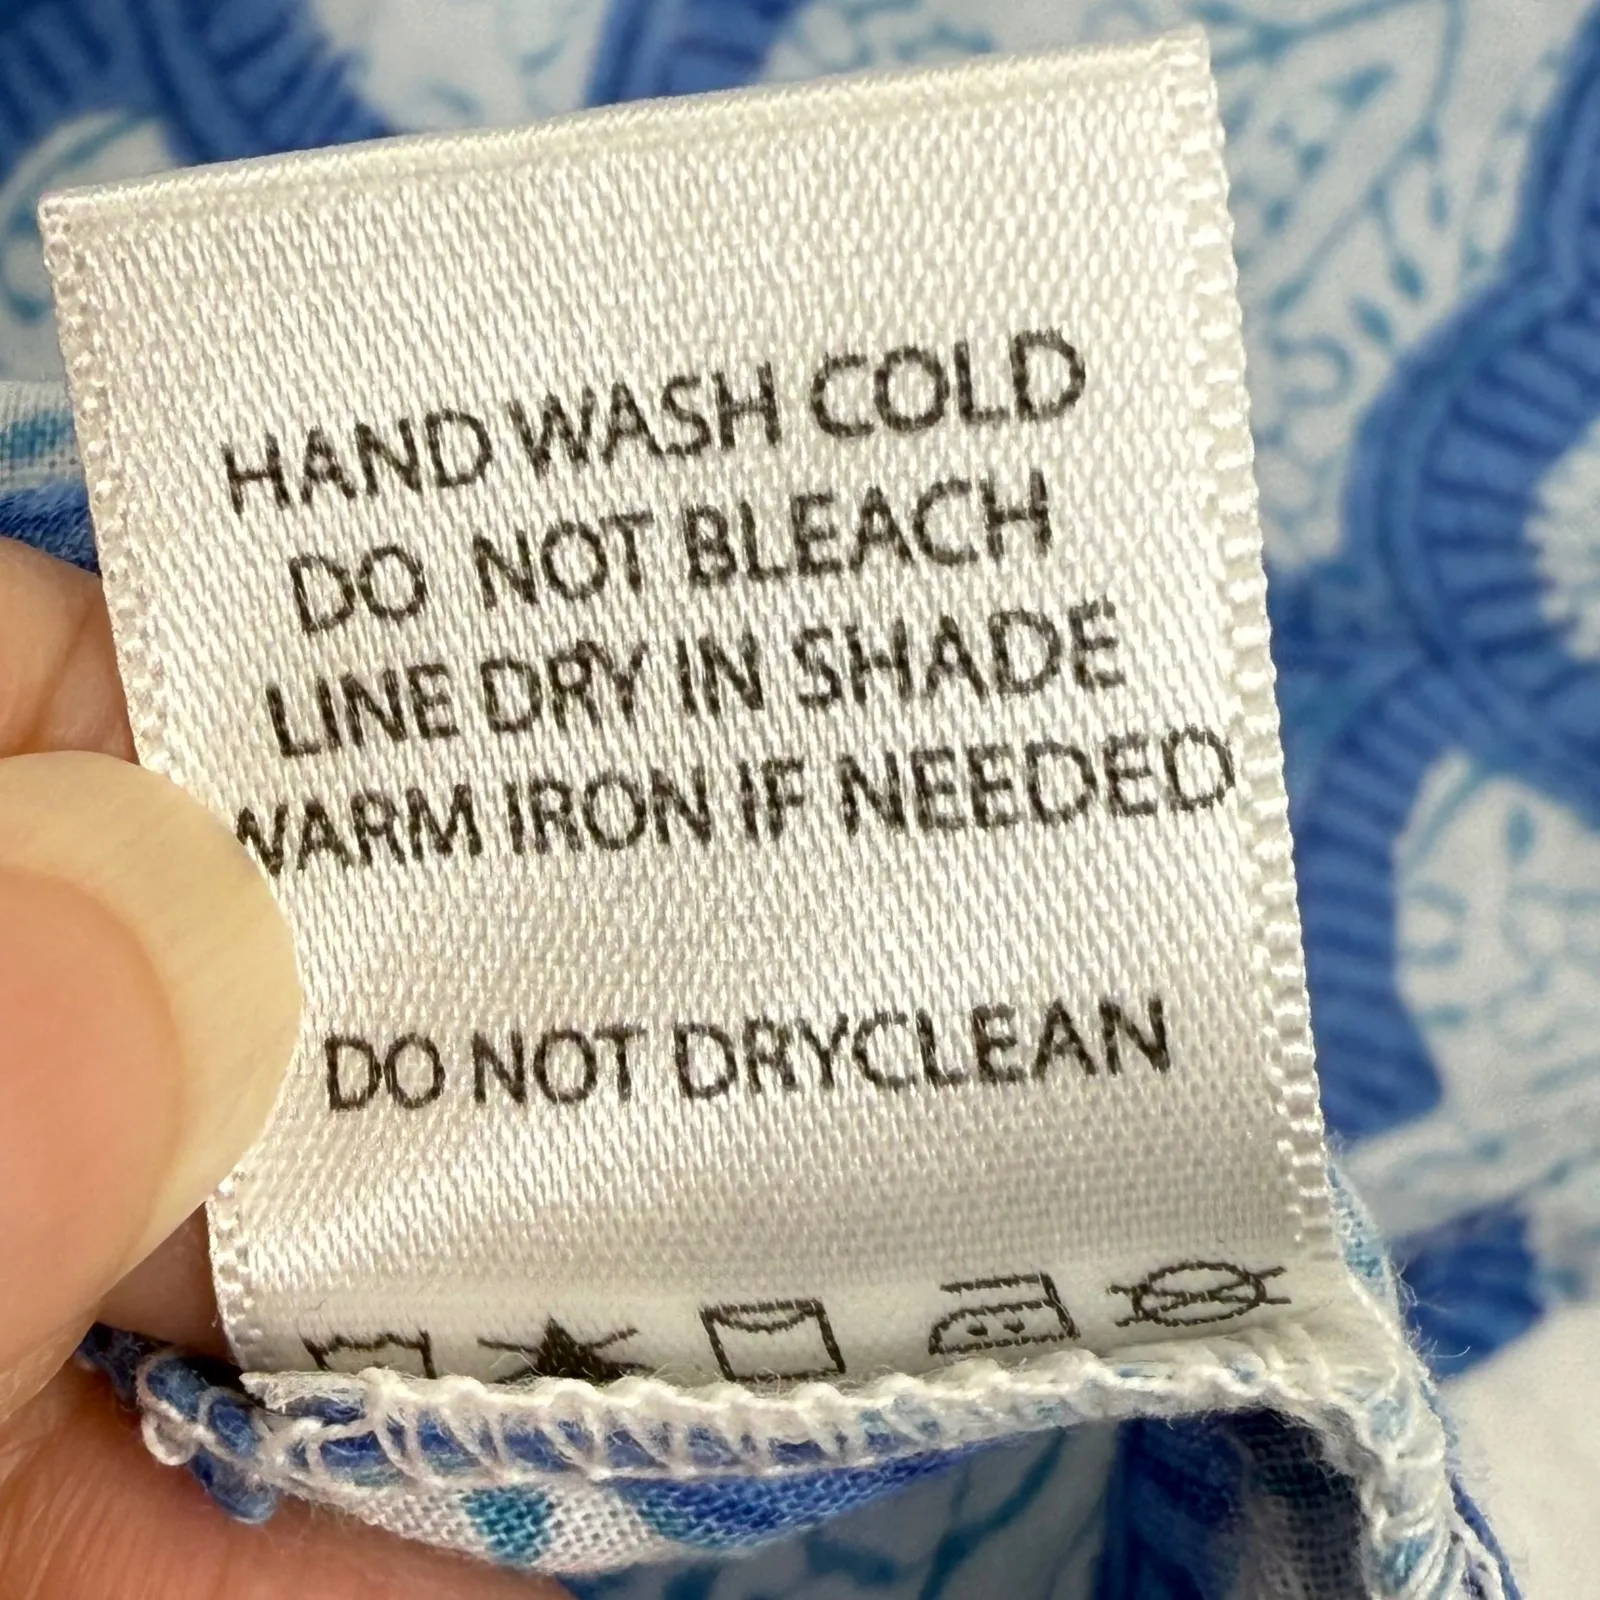 HAND WASH COLD
DO NOT BLEACH
LINE DRY IN SHADE
WARM IRON IF NEEDED
DO NOT DRYCLEAN